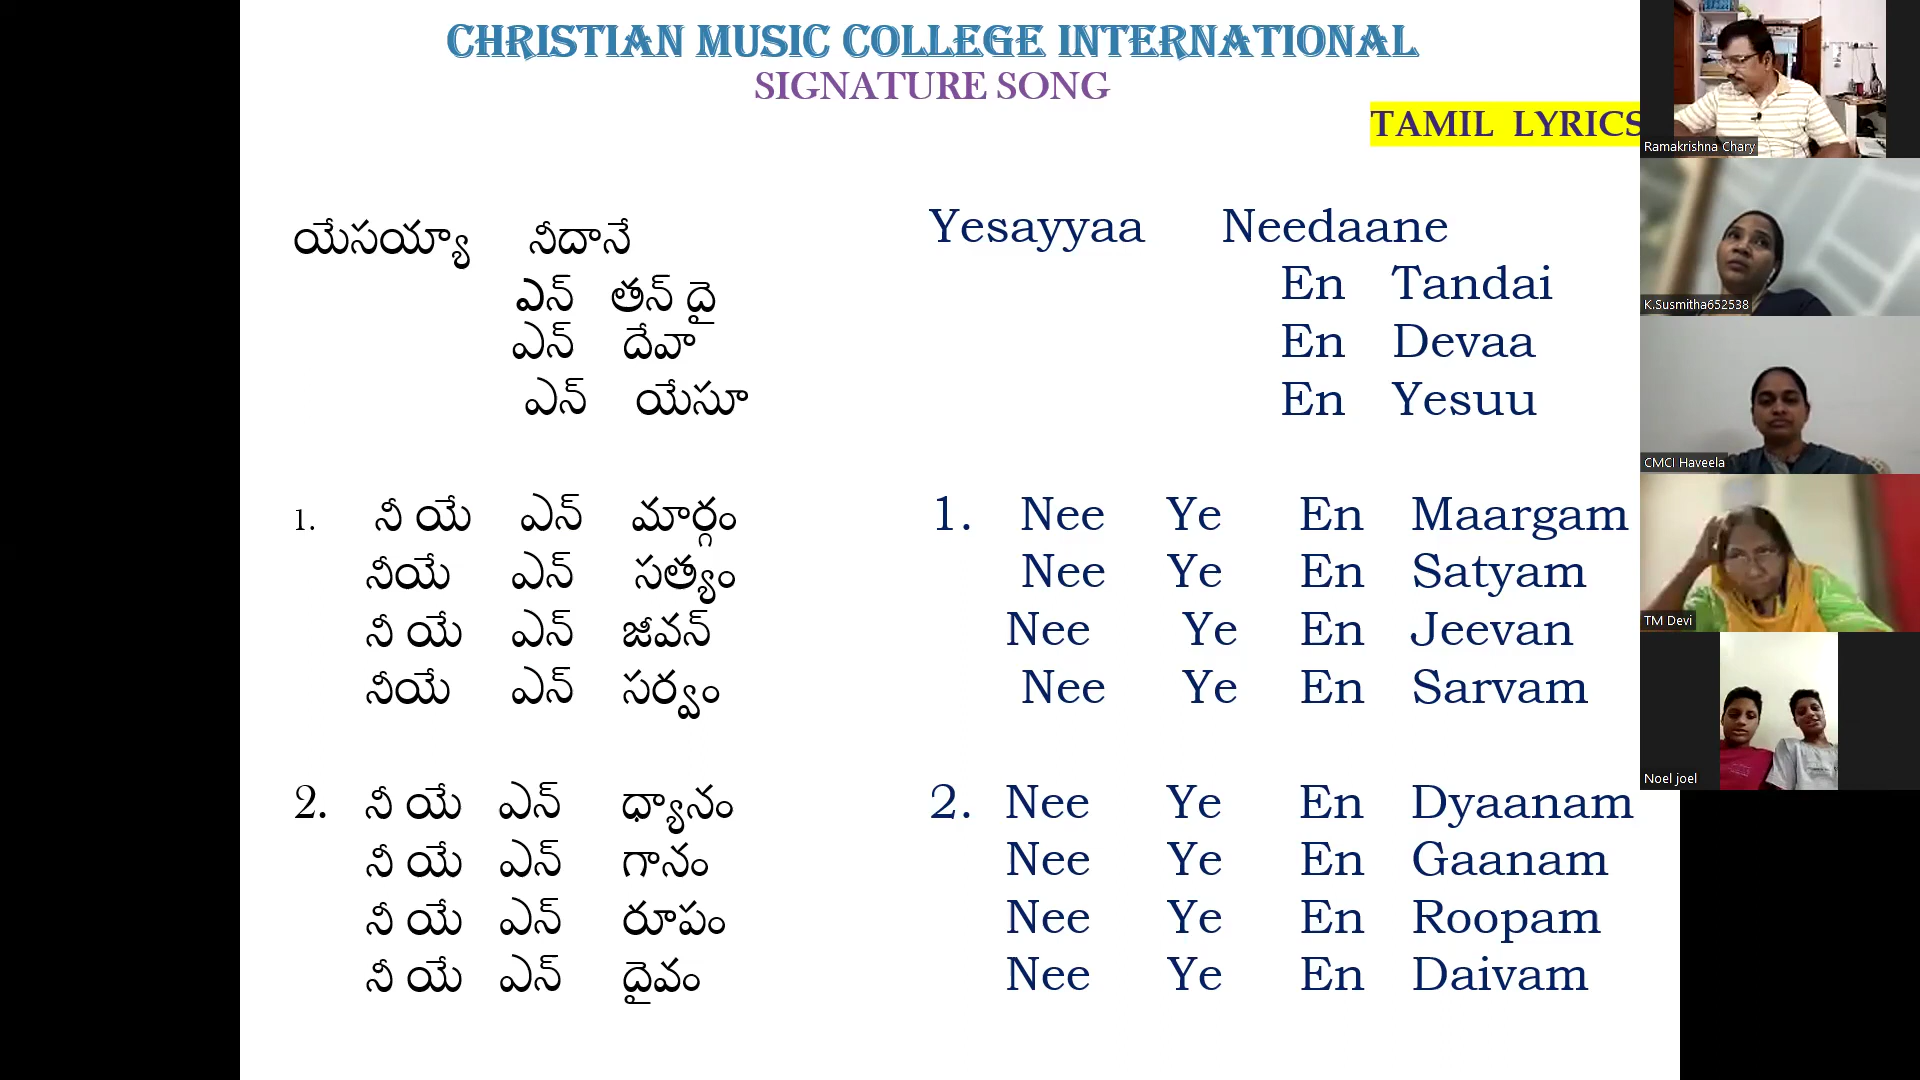 CHRISTIAN MUSIC COLLEGE INTERNATIONAL
SIGNATURE SONG
TAMIL LYRICS
యేసయ్యా నీదానే
ఎన్ తన్ దై
ఎన్ దేవా
ఎన్ యేసూ
1. నీ యే ఎన్ మార్గం
నీయే ఎన్ సత్యం
నీ యే ఎన్ జీవన్
నీయే ఎన్ సర్వం
2. నీ యే ఎన్ ధ్యానం
నీ యే ఎన్ గానం
నీ యే ఎన్ రూపం
నీ యే ఎన్ దైవం
Yesayyaa Needaane
En Tandai
En Devaa
En Yesuu
1. Nee Ye En Maargam
Nee Ye En Satyam
Nee Ye En Jeevan
Nee Ye En Sarvam
2. Nee Ye En Dyaanam
Nee Ye En Gaanam
Nee Ye En Roopam
Nee Ye En Daivam
Ramakrishna Chary
K.Susmitha652538
CMCI Haveela
TM Devi
Noel joel